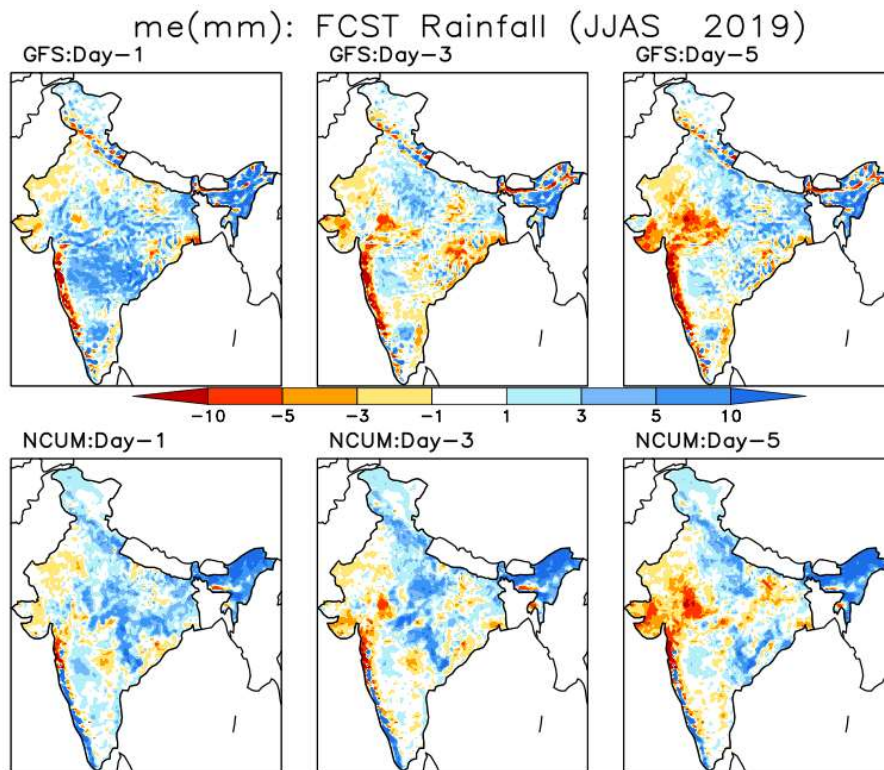 me(mm): FCST Rainfall (JJAS 2019)
GFS:Day-1 GFS:Day-3 GFS:Day-5
-10 -5 -3 -1 1 3 5 10
NCUM:Day-1 NCUM:Day-3 NCUM:Day-5